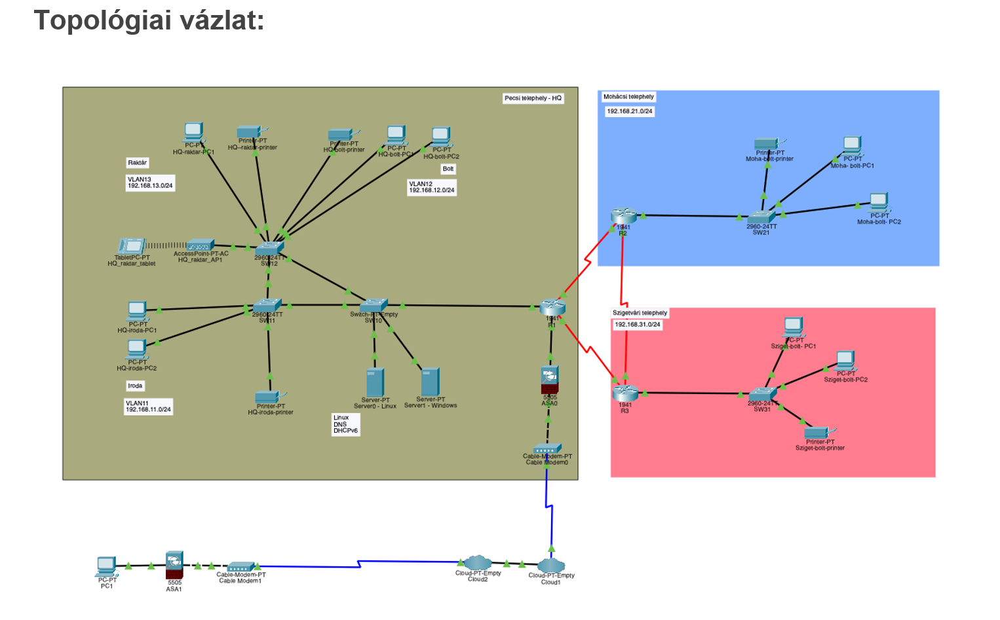 Topológiai vázlat:
Pecsi telephely - HQ
PC-PT
HQ-raktar-PC1
Printer-PT
HQ--raktar-printer
Printer-PT
HQ-bolt-printer
PC-PT
HQ-bolt-PC1
PC-PT
HQ-bolt-PC2
Raktár
VLAN13
192.168.13.0/24
Bolt
VLAN12
192.168.12.0/24
TabletPC-PT
HQ_raktar_tablet
AccessPoint-PT-AC
HQ_raktar_AP1
2960-24TT
SW12
PC-PT
HQ-iroda-PC1
2960-24TT
SW11
Switch-PT-Empty
SW10
1941
R1
PC-PT
HQ-iroda-PC2
Iroda
VLAN11
192.168.11.0/24
Printer-PT
HQ-iroda-printer
Server-PT
Server0 - Linux
Server-PT
Server1 - Windows
Linux
DNS
DHCPv6
5505
ASA0
Cable-Modem-PT
Cable Modem0
Mohácsi telephely
192.168.21.0/24
Printer-PT
Moha-bolt-printer
PC-PT
Moha- bolt-PC1
1941
R2
2960-24TT
SW21
PC-PT
Moha-bolt- PC2
Szigetvári telephely
192.168.31.0/24
PC-PT
Sziget-bolt- PC1
PC-PT
Sziget-bolt-PC2
1941
R3
2960-24TT
SW31
Printer-PT
Sziget-bolt-printer
PC-PT
PC1
5505
ASA1
Cable-Modem-PT
Cable Modem1
Cloud-PT-Empty
Cloud2
Cloud-PT-Empty
Cloud1